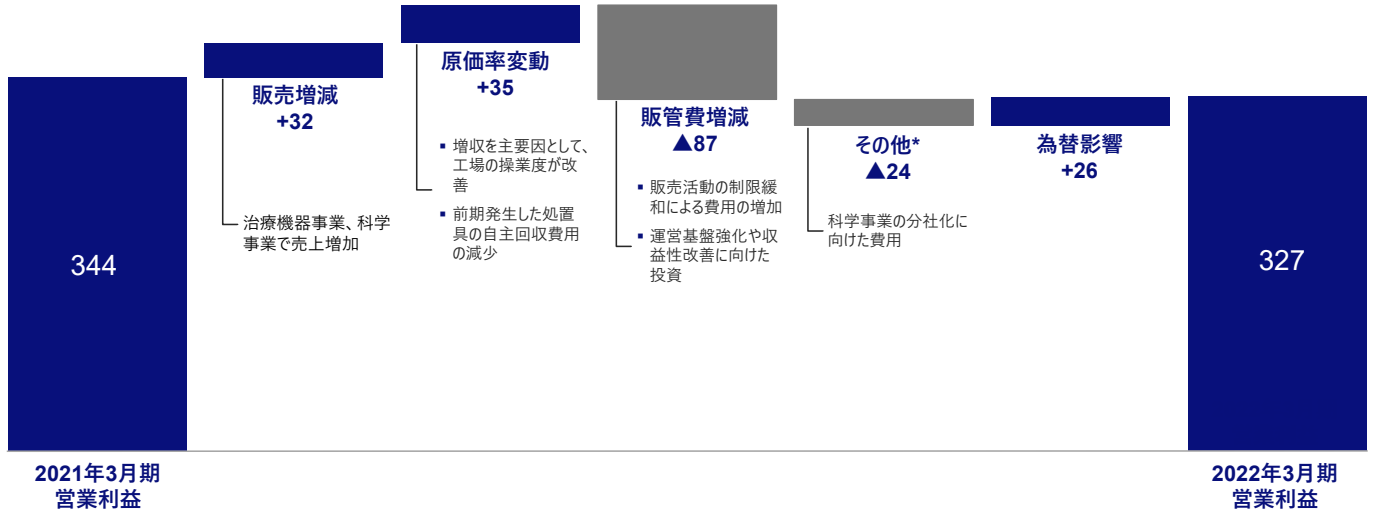 344
2021年3月期
営業利益
販売増減
+32
治療機器事業、科学
事業で売上増加
原価率変動
+35
▪ 増収を主要因として、
工場の操業度が改
善
▪ 前期発生した処置
具の自主回収費用
の減少
販管費増減
▲87
▪ 販売活動の制限緩
和による費用の増加
▪ 運営基盤強化や収
益性改善に向けた
投資
その他*
▲24
科学事業の分社化に
向けた費用
為替影響
+26
327
2022年3月期
営業利益